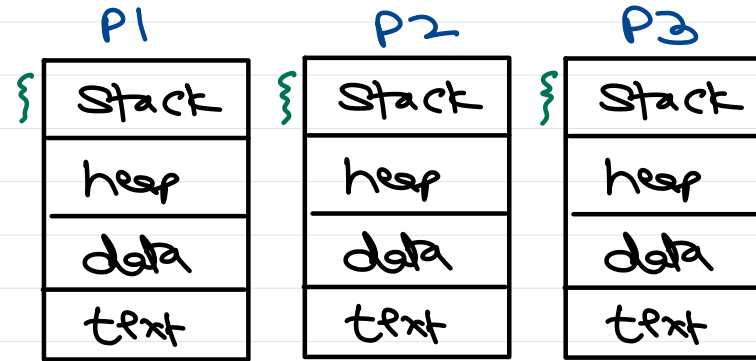 P1 P2 P3
Stack Stack Stack
heap heap heap
data data data
text text text